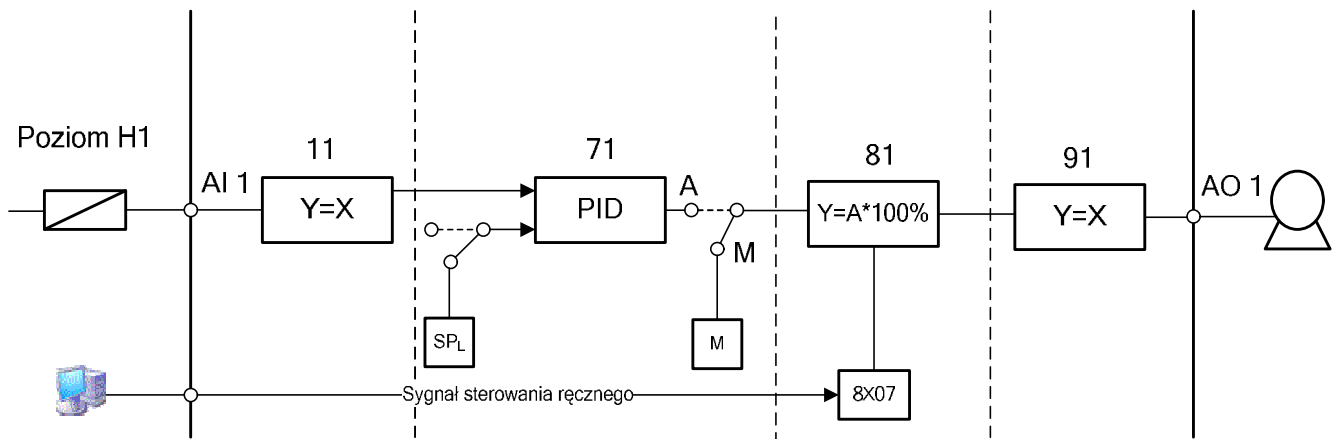 Poziom H1
AI 1
11
Y=X
71
PID
A
M
SPL
M
81
Y=A*100%
91
Y=X
AO 1
Sygnał sterowania ręcznego
8X07